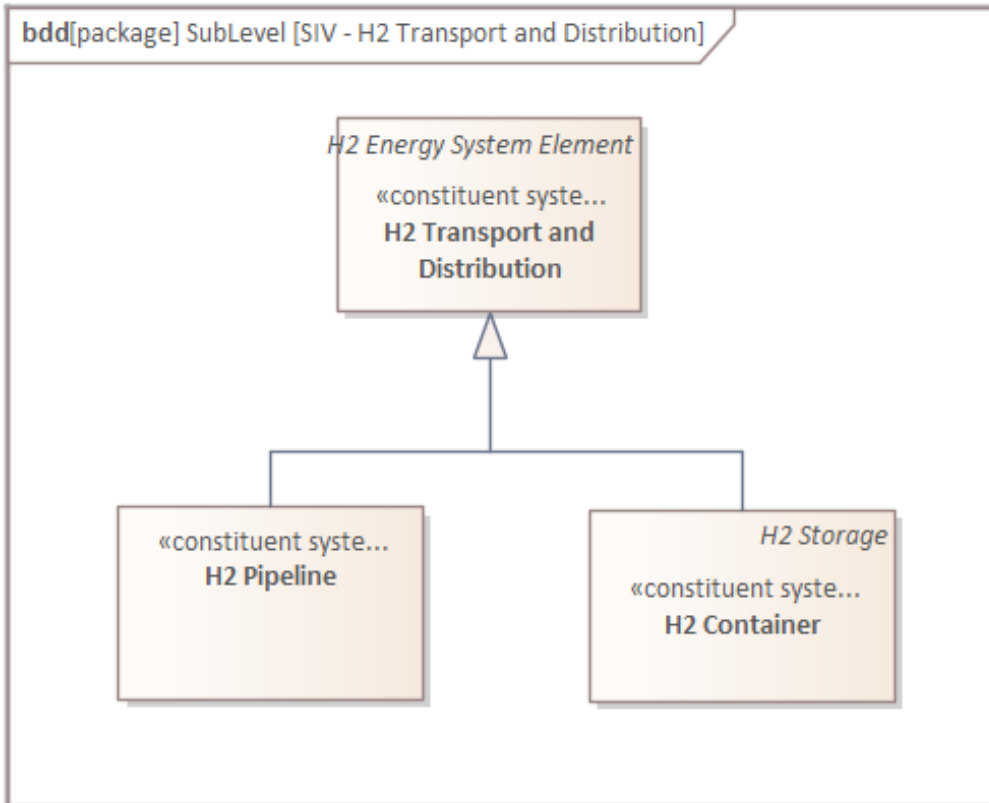 bdd[package] SubLevel [SIV - H2 Transport and Distribution]
H2 Energy System Element
«constituent syste...
H2 Transport and
Distribution
«constituent syste...
H2 Pipeline
H2 Storage
«constituent syste...
H2 Container